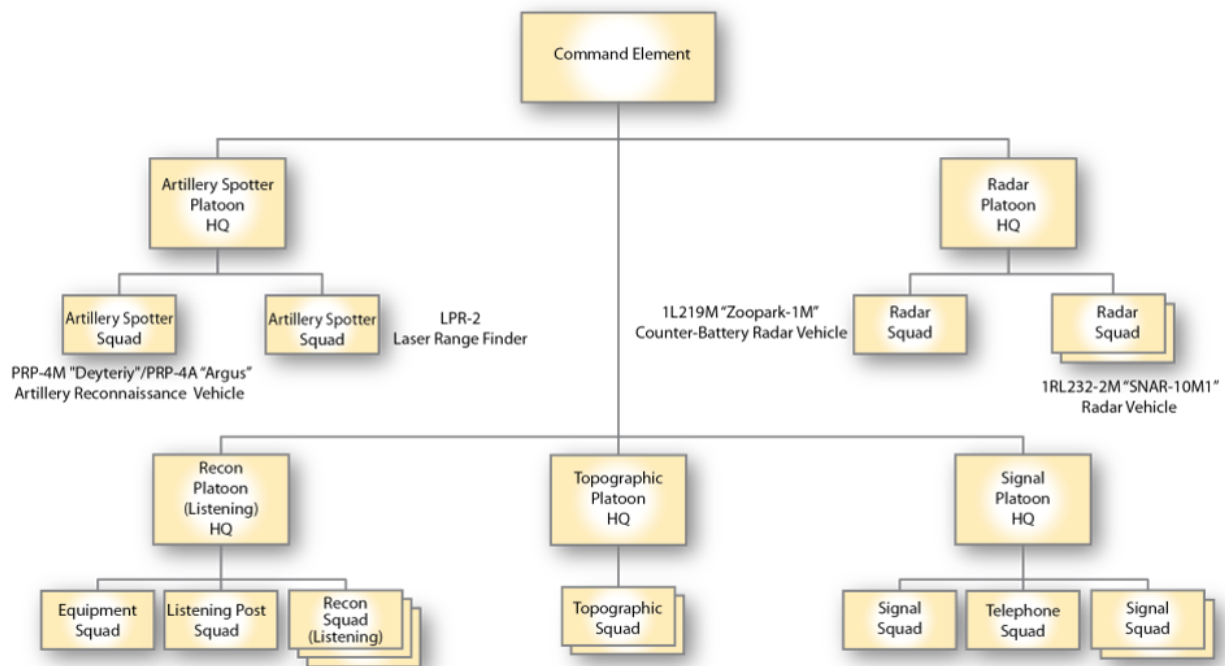 Command Element
Artillery Spotter
Platoon
HQ
Radar
Platoon
HQ
Artillery Spotter
Squad
Artillery Spotter
Squad
LPR-2
Laser Range Finder
1L219M “Zoopark-1M”
Counter-Battery Radar Vehicle
Radar
Squad
Radar
Squad
PRP-4M "Deyteriy"/PRP-4A “Argus”
Artillery Reconnaissance Vehicle
1RL232-2M “SNAR-10M1”
Radar Vehicle
Recon
Platoon
(Listening)
HQ
Topographic
Platoon
HQ
Signal
Platoon
HQ
Equipment
Squad
Listening Post
Squad
Recon
Squad
(Listening)
Topographic
Squad
Signal
Squad
Telephone
Squad
Signal
Squad